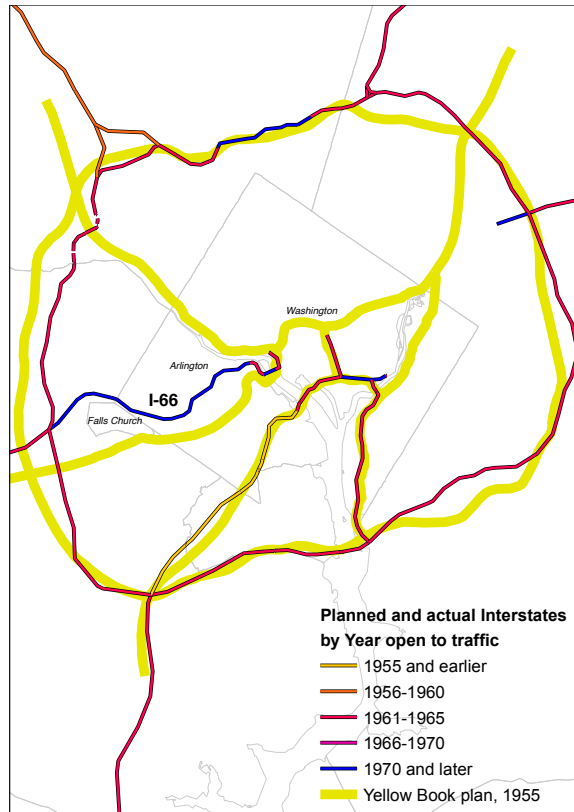 Washington
Arlington
I-66
Falls Church
Planned and actual Interstates
by Year open to traffic
1955 and earlier
1956-1960
1961-1965
1966-1970
1970 and later
Yellow Book plan, 1955